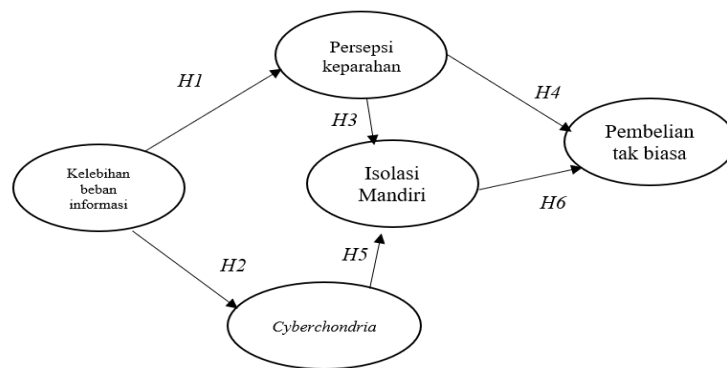 Persepsi
keparahan
H1
H4
H3
Pembelian
tak biasa
Kelebihan
beban
informasi
Isolasi
Mandiri
H6
H2
H5
Cyberchondria